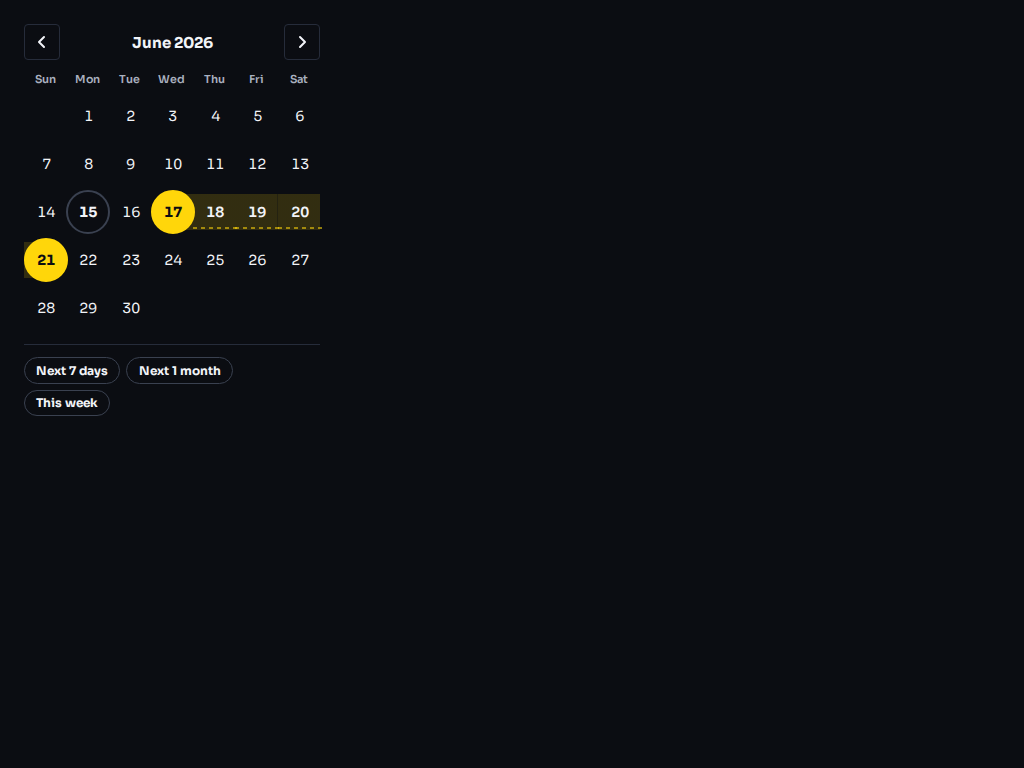 June 2026
Sun Mon Tue Wed Thu Fri Sat
1 2 3 4 5 6
7 8 9 10 11 12 13
14 15 16 17 18 19 20
21 22 23 24 25 26 27
28 29 30
Next 7 days Next 1 month
This week